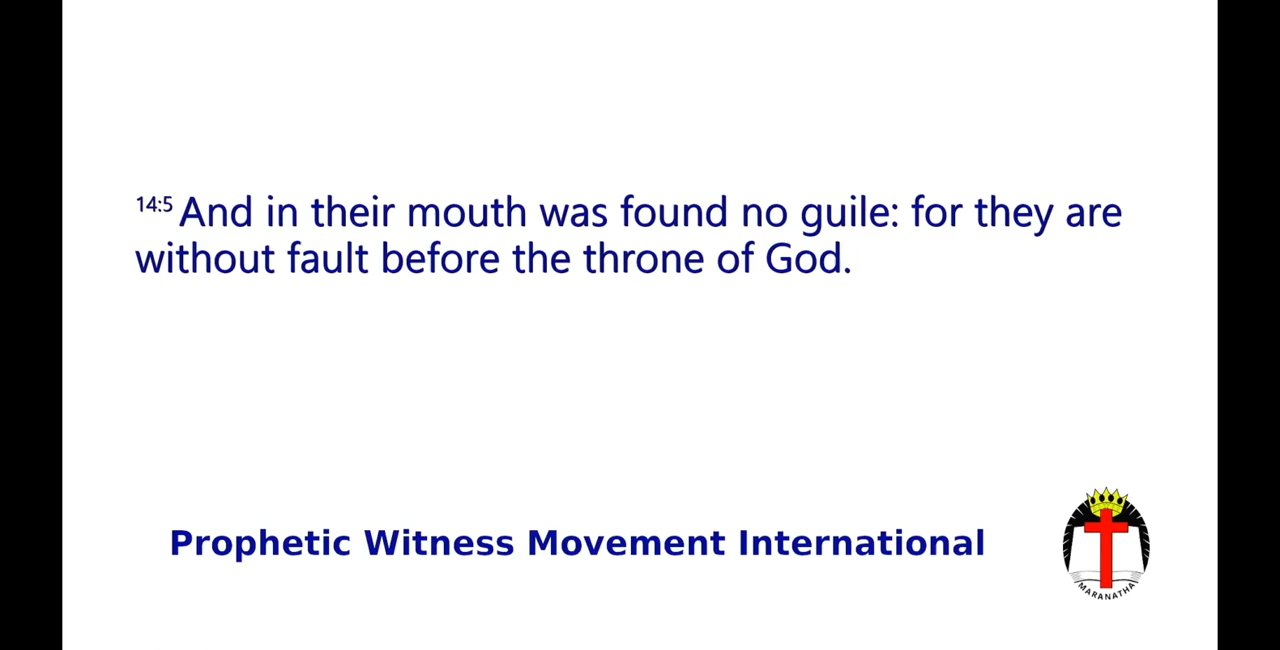 14:5 And in their mouth was found no guile: for they are
without fault before the throne of God.
Prophetic Witness Movement International
MARANATHA